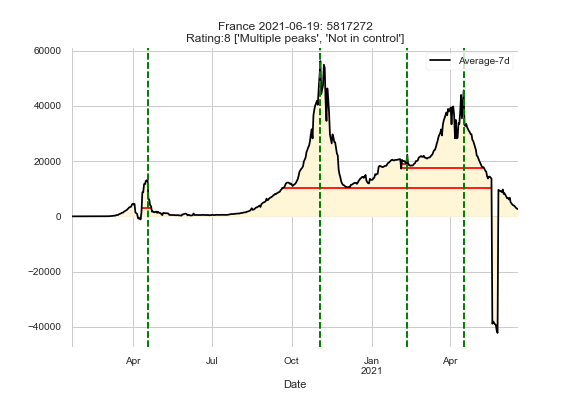 France 2021-06-19: 5817272
Rating:8 ['Multiple peaks', 'Not in control']
Average-7d
60000
40000
20000
0
−20000
−40000
Apr
Jul
Oct
Jan
2021
Apr
Date